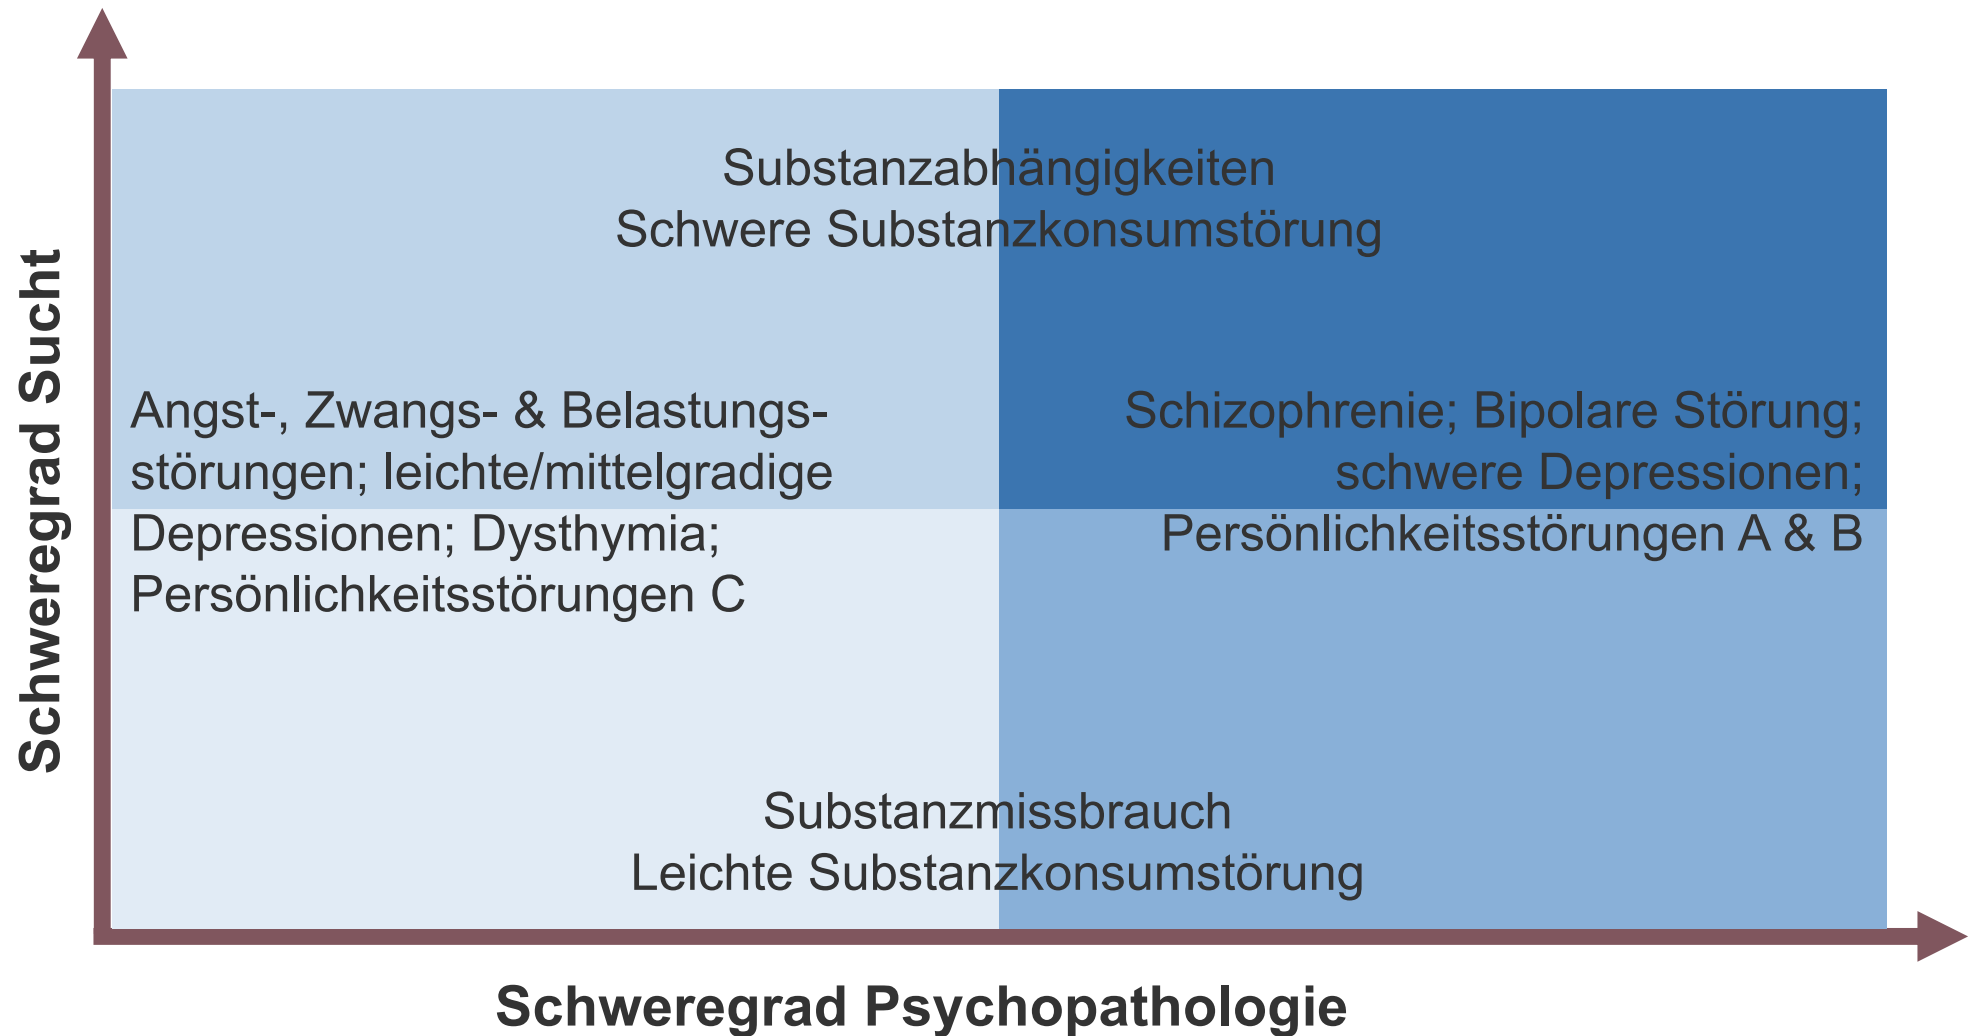 Substanzabhängigkeiten
Schwere Substanzkonsumstörung
Schweregrad Sucht
Angst-, Zwangs- & Belastungs-
störungen; leichte/mittelgradige
Depressionen; Dysthymia;
Persönlichkeitsstörungen C
Schizophrenie; Bipolare Störung;
schwere Depressionen;
Persönlichkeitsstörungen A & B
Substanzmissbrauch
Leichte Substanzkonsumstörung
Schweregrad Psychopathologie